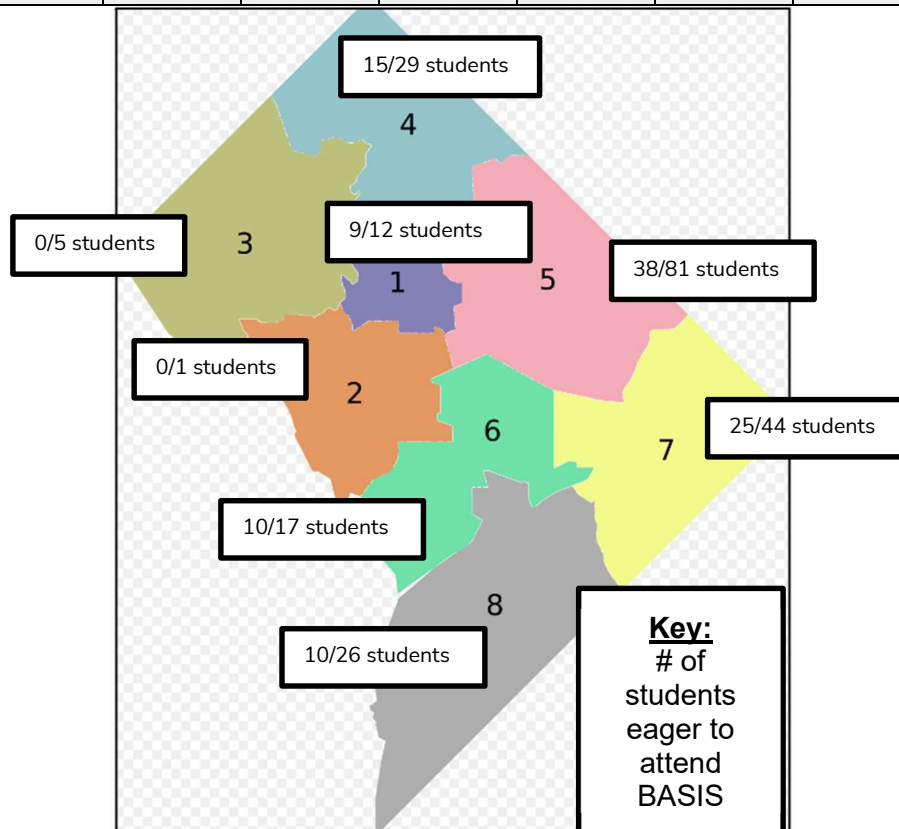 15/29 students
4
9/12 students
0/5 students
3
38/81 students
1
5
0/1 students
2
25/44 students
6
7
10/17 students
8
10/26 students
Key:
# of
students
eager to
attend
BASIS